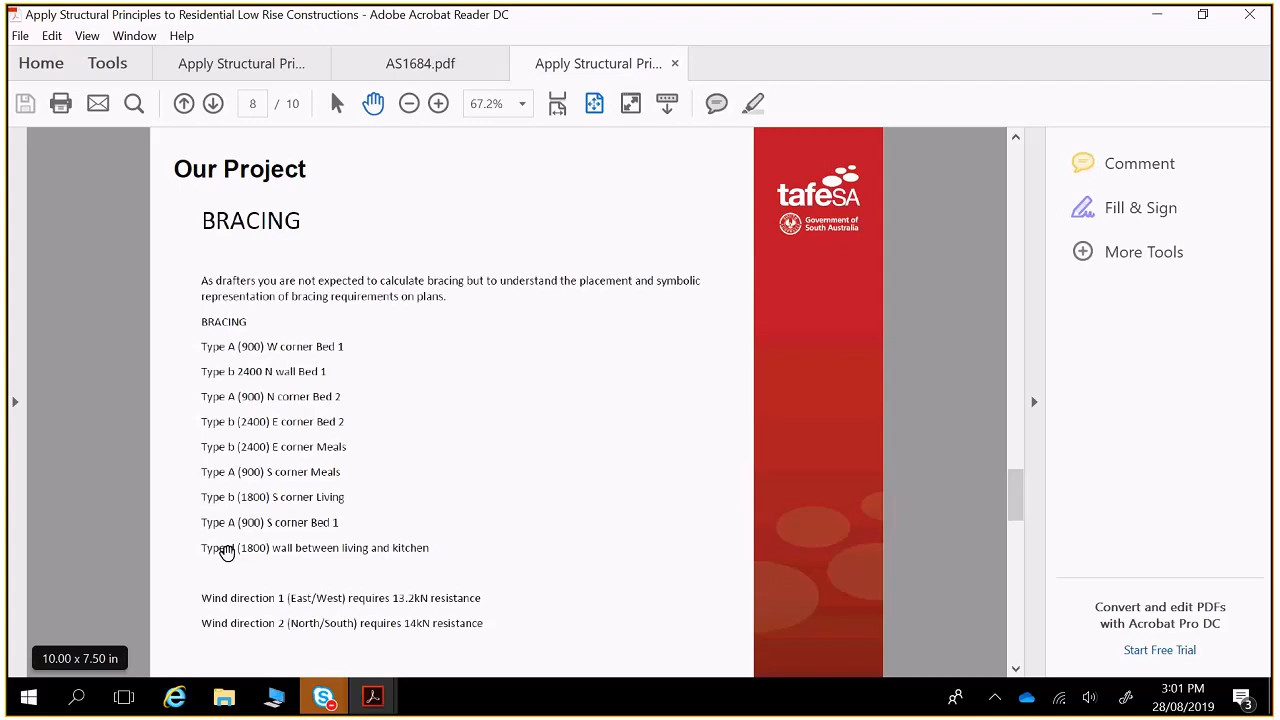 Apply Structural Principles to Residential Low Rise Constructions - Adobe Acrobat Reader DC
File Edit View Window Help
Home Tools Apply Structural Pri... AS1684.pdf Apply Structural Pri... ×
8 / 10 67.2%
Our Project
BRACING
As drafters you are not expected to calculate bracing but to understand the placement and symbolic
representation of bracing requirements on plans.
BRACING
Type A (900) W corner Bed 1
Type b 2400 N wall Bed 1
Type A (900) N corner Bed 2
Type b (2400) E corner Bed 2
Type b (2400) E corner Meals
Type A (900) S corner Meals
Type b (1800) S corner Living
Type A (900) S corner Bed 1
(1800) wall between living and kitchen
Wind direction 1 (East/West) requires 13.2kN resistance
Wind direction 2 (North/South) requires 14kN resistance
tafeSA
Government of
South Australia
Comment
Fill & Sign
More Tools
Convert and edit PDFs
with Acrobat Pro DC
Start Free Trial
10.00 x 7.50 in
3:01 PM
28/08/2019
3